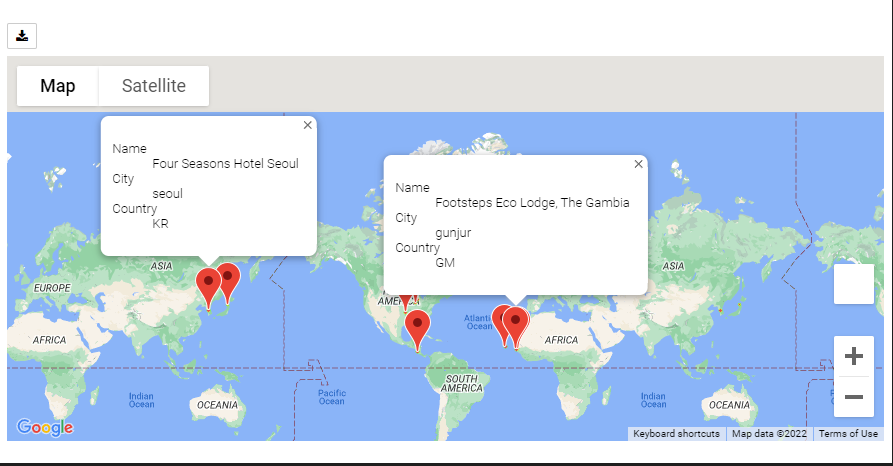 Map
Satellite
Name
Four Seasons Hotel Seoul
City
seoul
Country
KR
Name
Footsteps Eco Lodge, The Gambia
City
gunjur
Country
GM
ASIA
ASIA
EUROPE
AFRICA
Atlantic
Ocean
AFRICA
SOUTH
AMERICA
Indian
Ocean
OCEANIA
Pacific
Ocean
Indian
Ocean
OCEANIA
Google
Keyboard shortcuts
Map data ©2022
Terms of Use